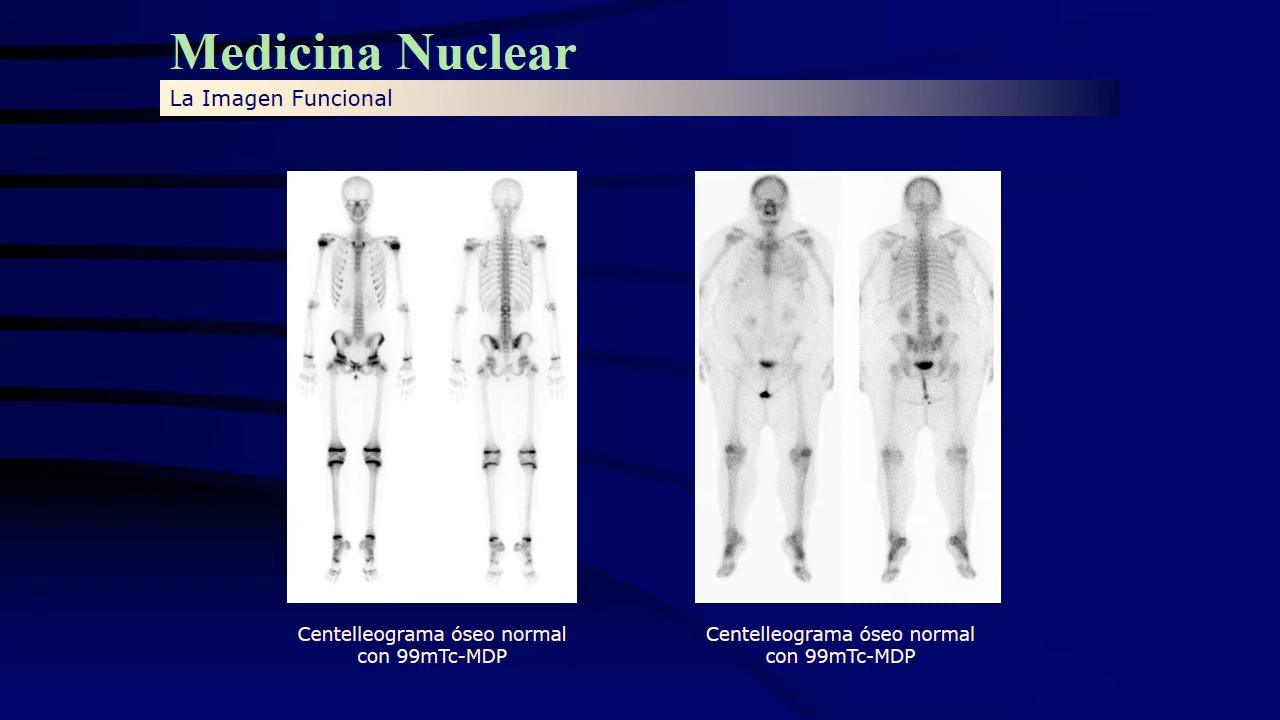 Medicina Nuclear
La Imagen Funcional
Centelleograma óseo normal
con 99mTc-MDP
Centelleograma óseo normal
con 99mTc-MDP